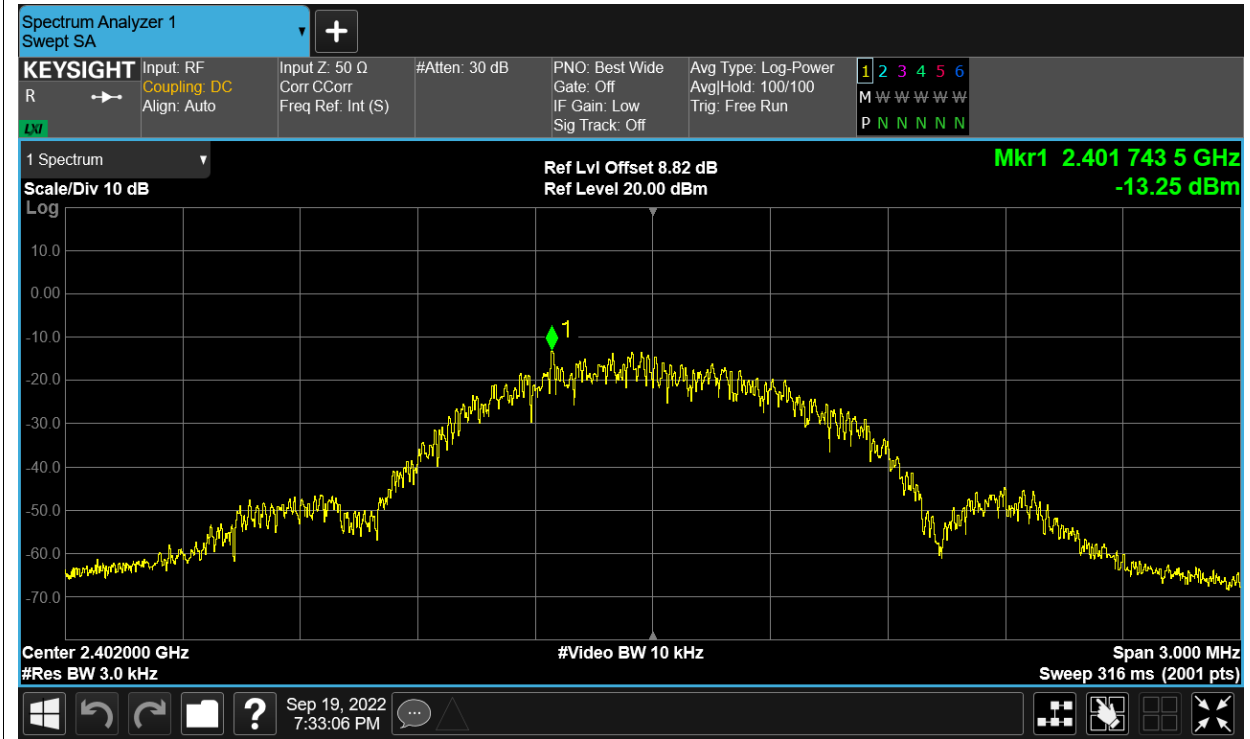 Spectrum Analyzer 1
Swept SA
+
KEYSIGHT
R
LXI
Input: RF
Coupling: DC
Align: Auto
Input Z: 50 Ω
Corr CCorr
Freq Ref: Int (S)
#Atten: 30 dB
PNO: Best Wide
Gate: Off
IF Gain: Low
Sig Track: Off
Avg Type: Log-Power
Avg|Hold: 100/100
Trig: Free Run
1 2 3 4 5 6
M W W W W W
P N N N N N
1 Spectrum
Scale/Div 10 dB
Log
Ref Lvl Offset 8.82 dB
Ref Level 20.00 dBm
Mkr1 2.401 743 5 GHz
-13.25 dBm
10.0
0.00
-10.0
-20.0
-30.0
-40.0
-50.0
-60.0
-70.0
1
Center 2.402000 GHz
#Res BW 3.0 kHz
#Video BW 10 kHz
Span 3.000 MHz
Sweep 316 ms (2001 pts)
?
Sep 19, 2022
7:33:06 PM